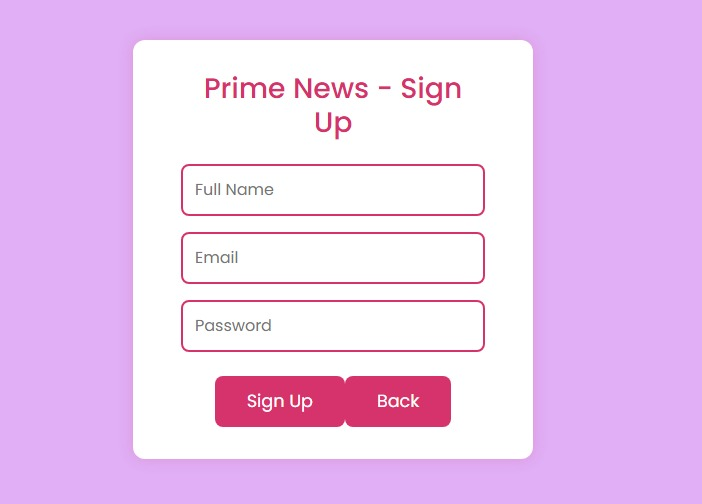 Prime News - Sign
Up
Full Name
Email
Password
Sign Up Back